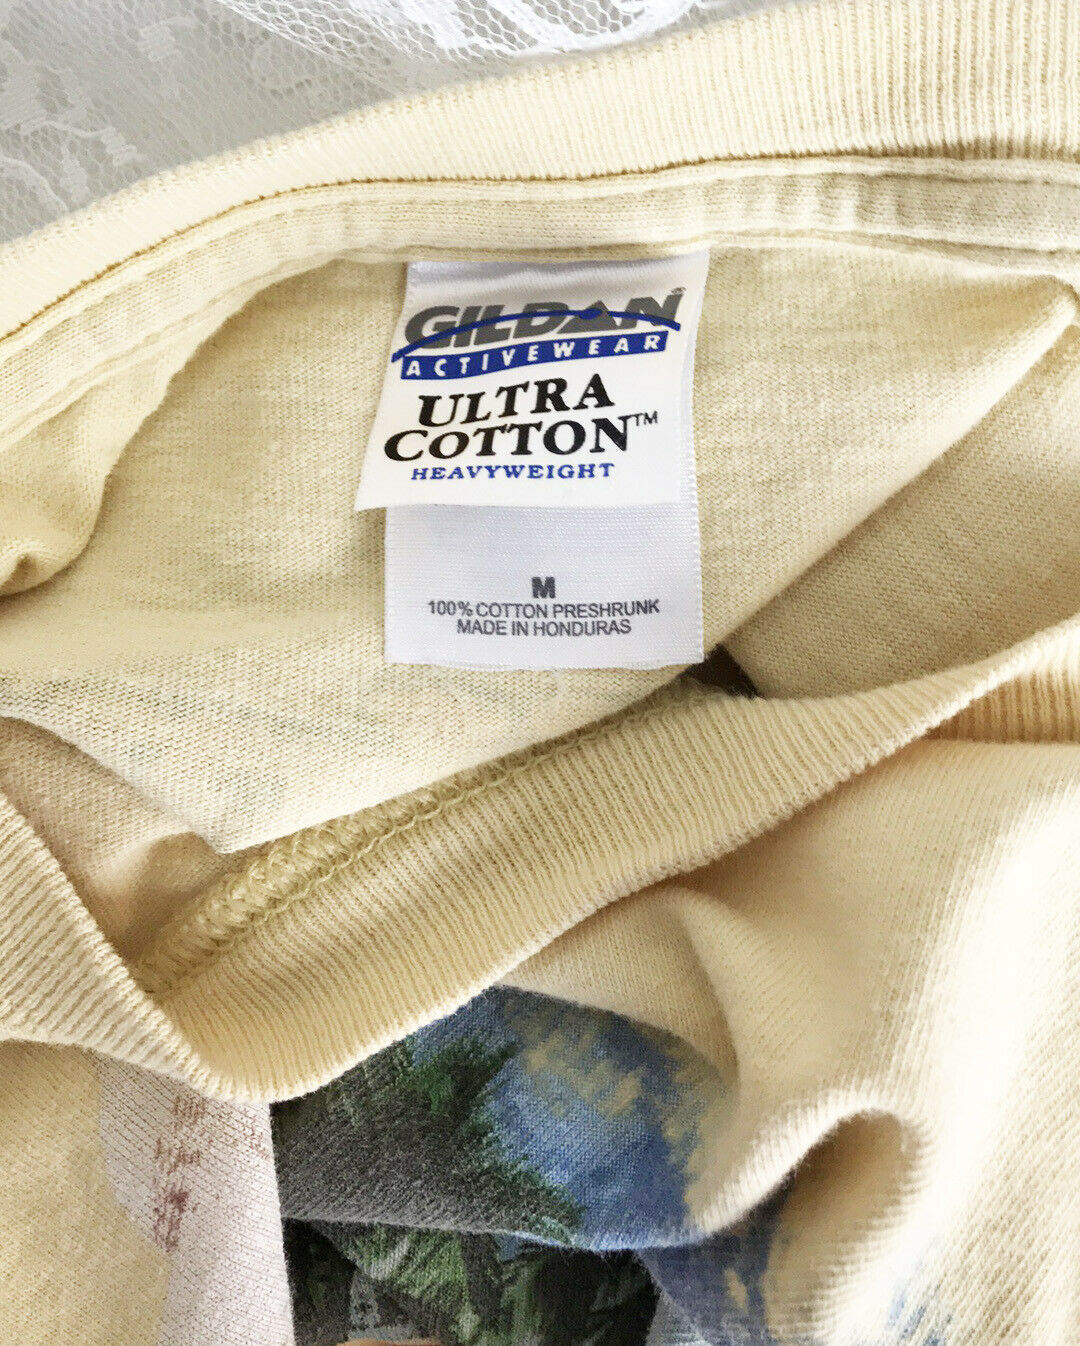 GILDAN®
ACTIVEWEAR
ULTRA
COTTON™
HEAVYWEIGHT
M
100% COTTON PRESHRUNK
MADE IN HONDURAS